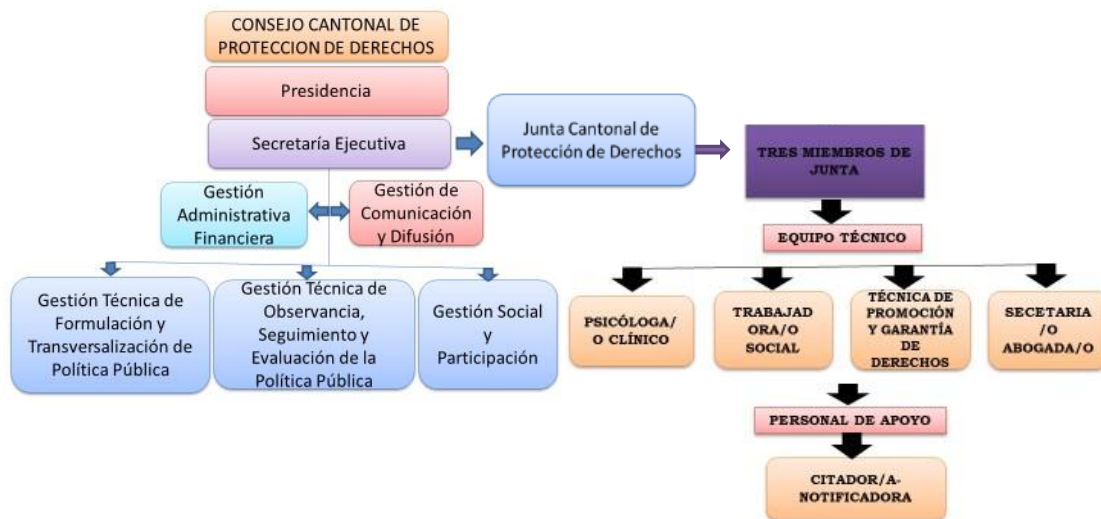 CONSEJO CANTONAL DE
PROTECCION DE DERECHOS
Presidencia
Secretaría Ejecutiva
Junta Cantonal de
Protección de Derechos
TRES MIEMBROS DE
JUNTA
Gestión
Administrativa
Financiera
Gestión de
Comunicación
y Difusión
EQUIPO TÉCNICO
Gestión Técnica de
Formulación y
Transversalización de
Política Pública
Gestión Técnica de
Observancia,
Seguimiento y
Evaluación de la
Política Pública
Gestión Social
y
Participación
PSICÓLOGA/
O CLÍNICO
TRABAJAD
ORA/O
SOCIAL
TÉCNICA DE
PROMOCIÓN
Y GARANTÍA
DE
DERECHOS
SECETARIA
/O
ABOGADA/O
PERSONAL DE APOYO
CITADOR/A-
NOTIFICADORA